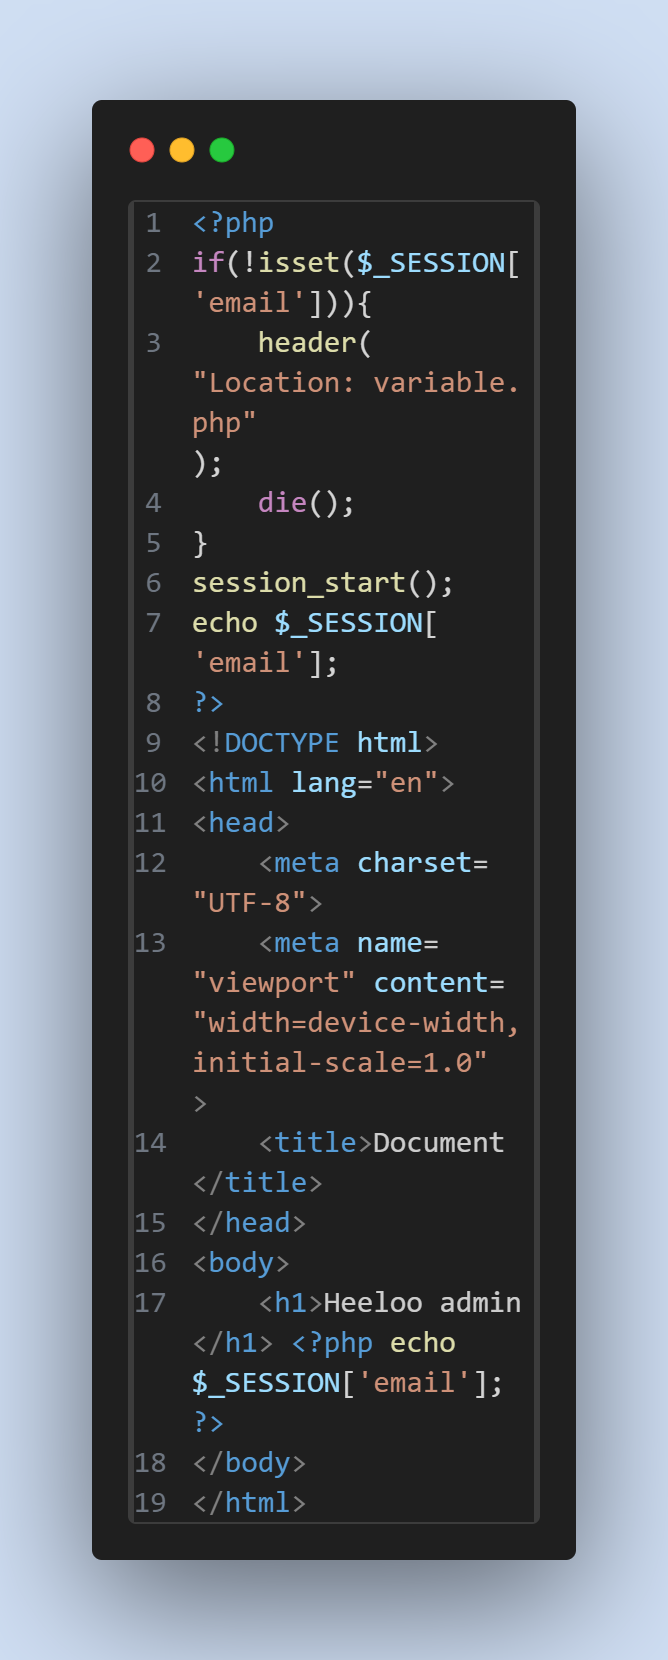 1 <?php
2 if(!isset($_SESSION[
'email'])){
3     header(
"Location: variable.
php"
);
4     die();
5 }
6 session_start();
7 echo $_SESSION[
'email'];
8 ?>
9 <!DOCTYPE html>
10 <html lang="en">
11 <head>
12     <meta charset=
"UTF-8">
13     <meta name=
"viewport" content=
"width=device-width,
initial-scale=1.0"
>
14     <title>Document
</title>
15 </head>
16 <body>
17     <h1>Heeloo admin
</h1> <?php echo
$_SESSION['email'];
?>
18 </body>
19 </html>